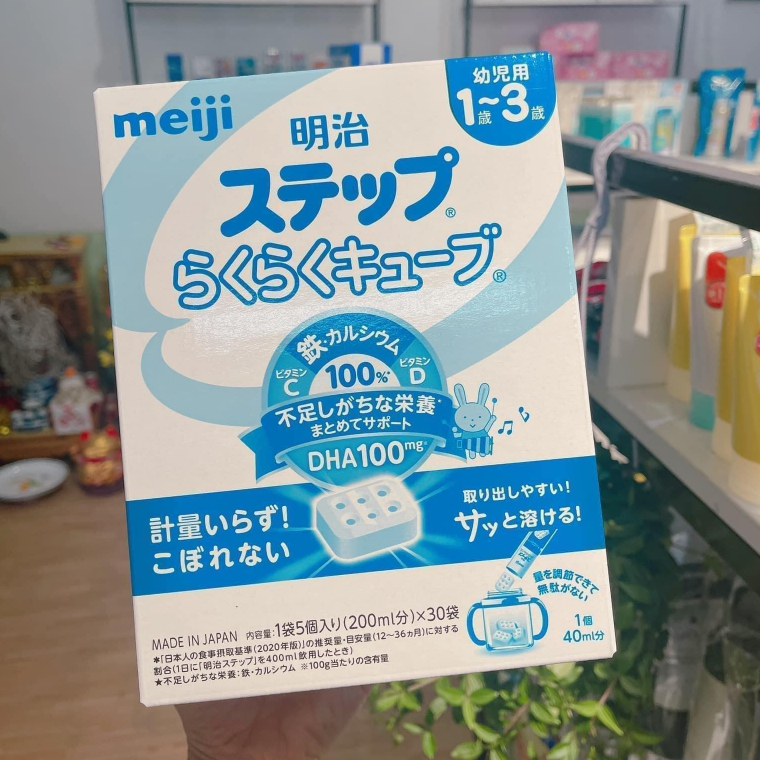 meiji
幼児用
1歳~3歳
明治
ステップ®
らくらくキューブ®
鉄・カルシウム
ビタミンC 100%* ビタミンD
不足しがちな栄養★
まとめてサポート
DHA100mg※
計量いらず!
こぼれない
取り出しやすい!
サッと溶ける!
量を調節できて
無駄がない
1個
40ml分
MADE IN JAPAN 内容量:1袋5個入り(200ml分)×30袋
*「日本人の食事摂取基準(2020年版)」の推奨量・目安量(12~36ヵ月)に対する
割合(1日に「明治ステップ」を400ml飲用したとき)
★不足しがちな栄養:鉄・カルシウム ※100g当たりの含有量